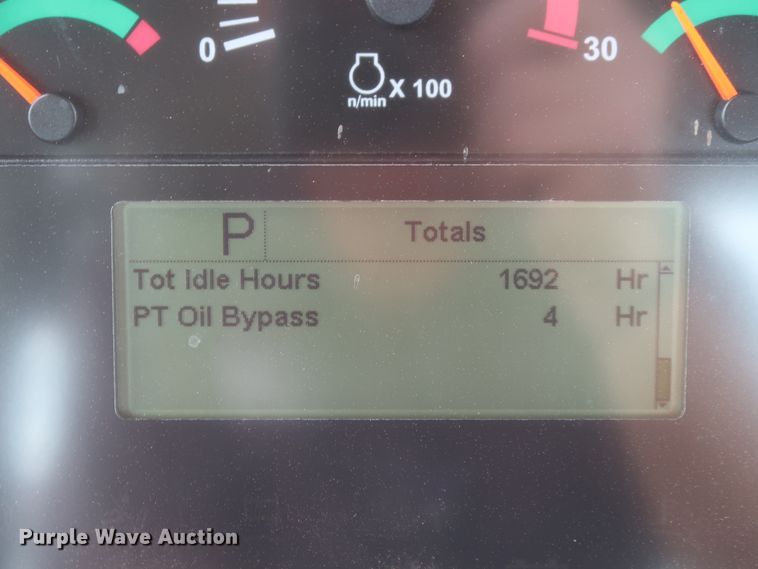 0
30
n/min X 100
P Totals
Tot Idle Hours 1692 Hr
PT Oil Bypass 4 Hr
Purple Wave Auction